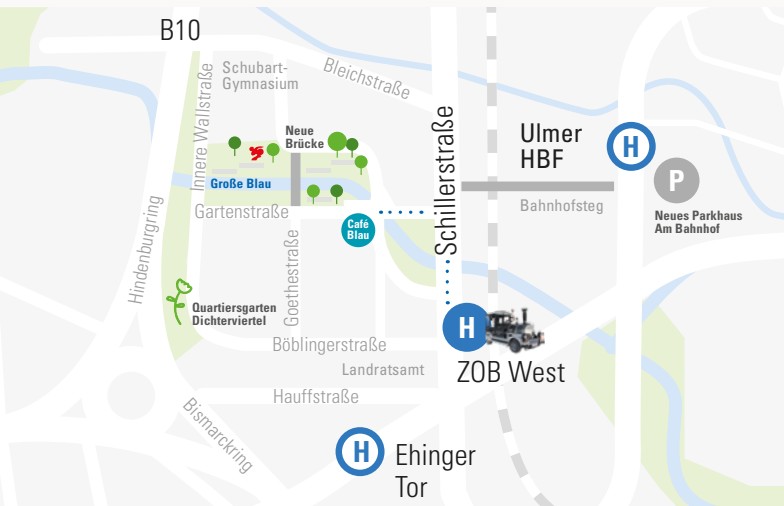 B10
Schubart-
Gymnasium
Bleichstraße
Innere Wallstraße
Neue
Brücke
Große Blau
Gartenstraße
Café
Blau
Schillerstraße
Ulmer
HBF
H
P
Bahnhofsteg
Neues Parkhaus
Am Bahnhof
Hindenburgring
Goethestraße
Quartiersgarten
Dichterviertel
H
Böblingerstraße
Landratsamt
ZOB West
Hauffstraße
Bismarckring
H
Ehinger
Tor